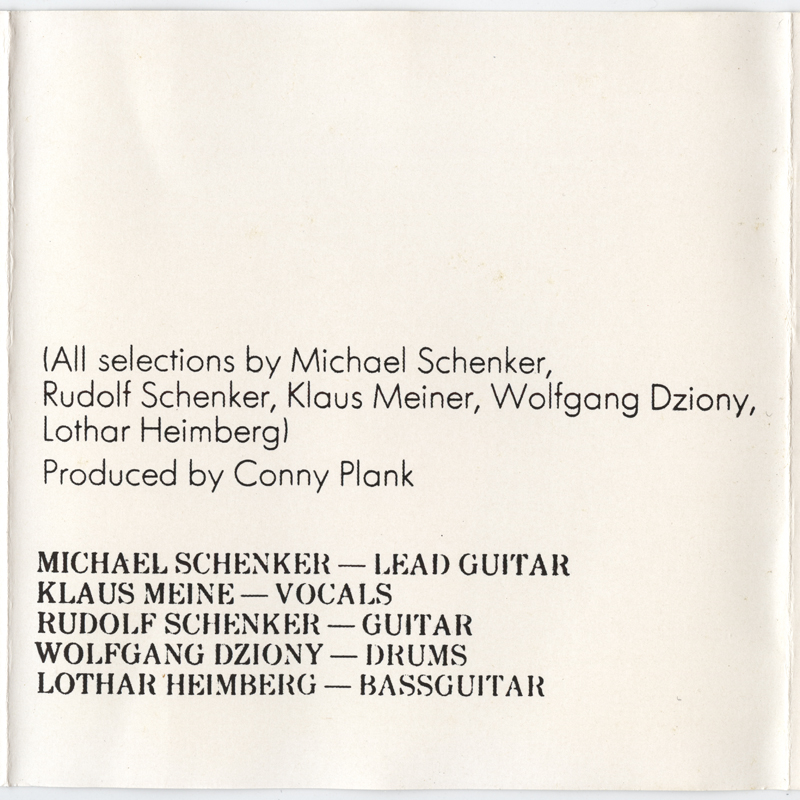 (All selections by Michael Schenker,
Rudolf Schenker, Klaus Meiner, Wolfgang Dziony,
Lothar Heimberg)
Produced by Conny Plank
MICHAEL SCHENKER — LEAD GUITAR
KLAUS MEINE — VOCALS
RUDOLF SCHENKER — GUITAR
WOLFGANG DZIONY — DRUMS
LOTHAR HEIMBERG — BASSGUITAR